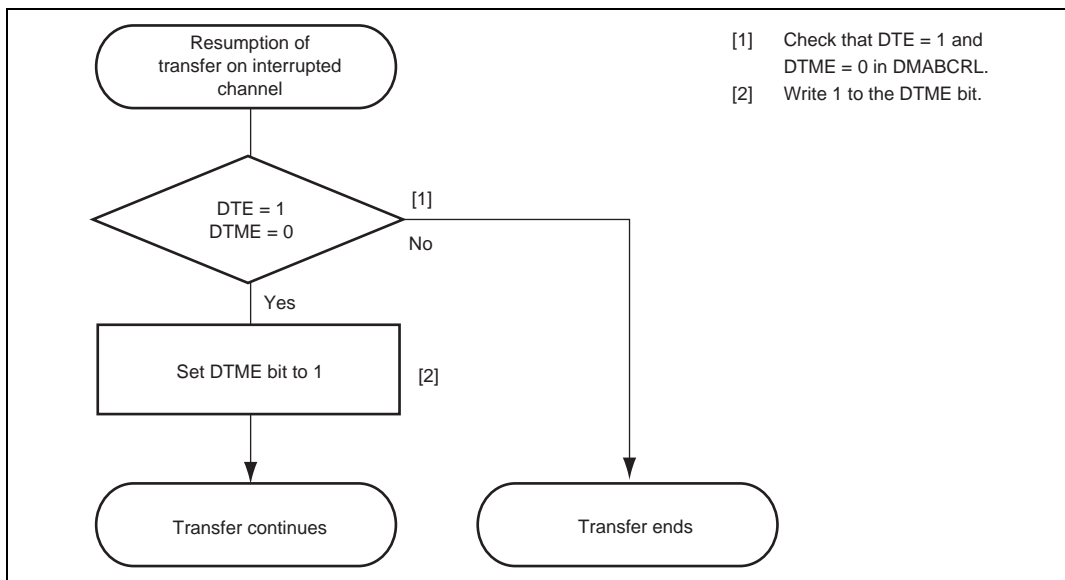 Resumption of
transfer on interrupted
channel
[1] Check that DTE = 1 and
DTME = 0 in DMABCRL.
[2] Write 1 to the DTME bit.
DTE = 1
DTME = 0
[1]
No
Yes
Set DTME bit to 1
[2]
Transfer continues
Transfer ends